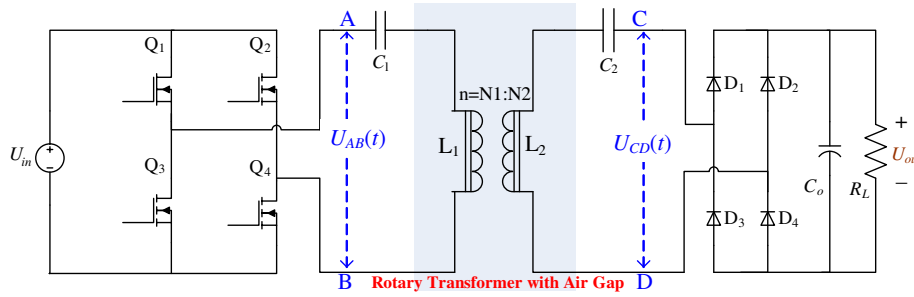 A
C
Q1
Q2
C1
C2
n=N1:N2
D1
D2
Uin
+
−
UAB(t)
L1
L2
UCD(t)
+
Uou
−
Q3
Q4
Co
RL
D3
D4
B
Rotary Transformer with Air Gap
D